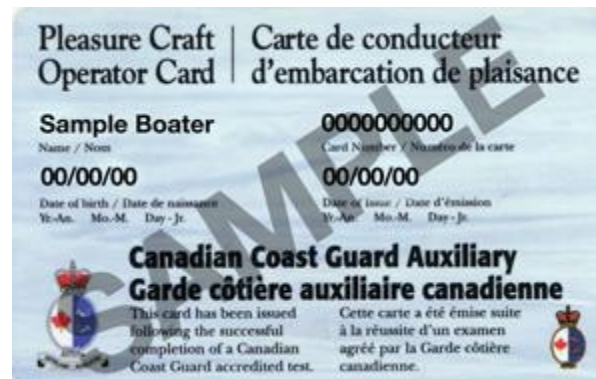 Pleasure Craft
Operator Card
Carte de conducteur
d'embarcation de plaisance
Sample Boater
Name / Nom
0000000000
Card Number / Numéro de la carte
00/00/00
Date of birth / Date de naissance
Yr.-An. Mo.-M. Day - Jr.
00/00/00
Date of issue / Date d'émission
Yr.-An. Mo.-M. Day - Jr.
SAMPLE
Canadian Coast Guard Auxiliary
Garde côtière auxiliaire canadienne
This card has been issued
following the successful
completion of a Canadian
Coast Guard accredited test.
Cette carte a été émise suite
à la réussite d'un examen
agréé par la Garde côtière
canadienne.